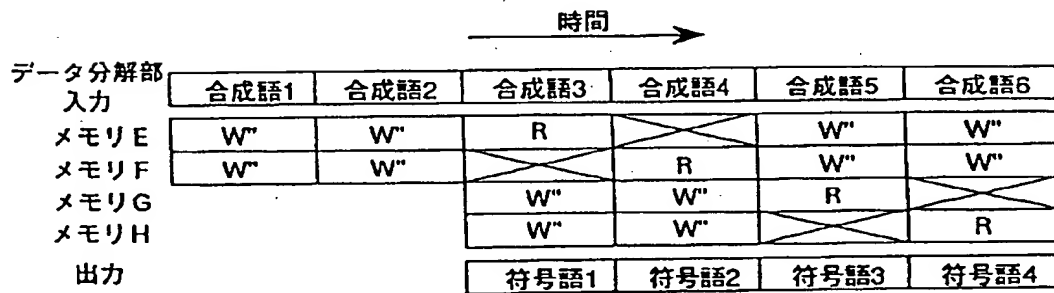 時間
データ分解部
入力 合成語1 合成語2 合成語3 合成語4 合成語5 合成語6
メモリE W" W" R W" W"
メモリF W" W" R W" W"
メモリG W" W" R
メモリH W" W" R
出力 符号語1 符号語2 符号語3 符号語4